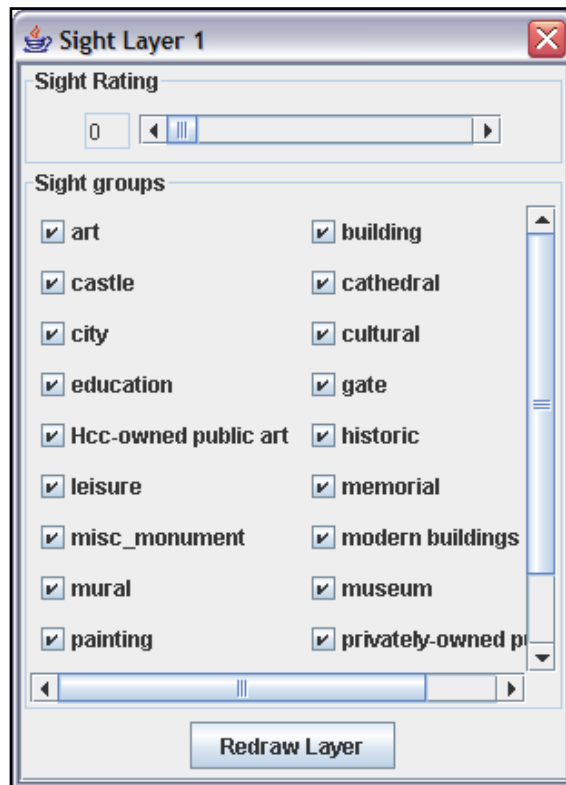 Sight Layer 1
Sight Rating
0
Sight groups
art building
castle cathedral
city cultural
education gate
Hcc-owned public art historic
leisure memorial
misc_monument modern buildings
mural museum
painting privately-owned
Redraw Layer